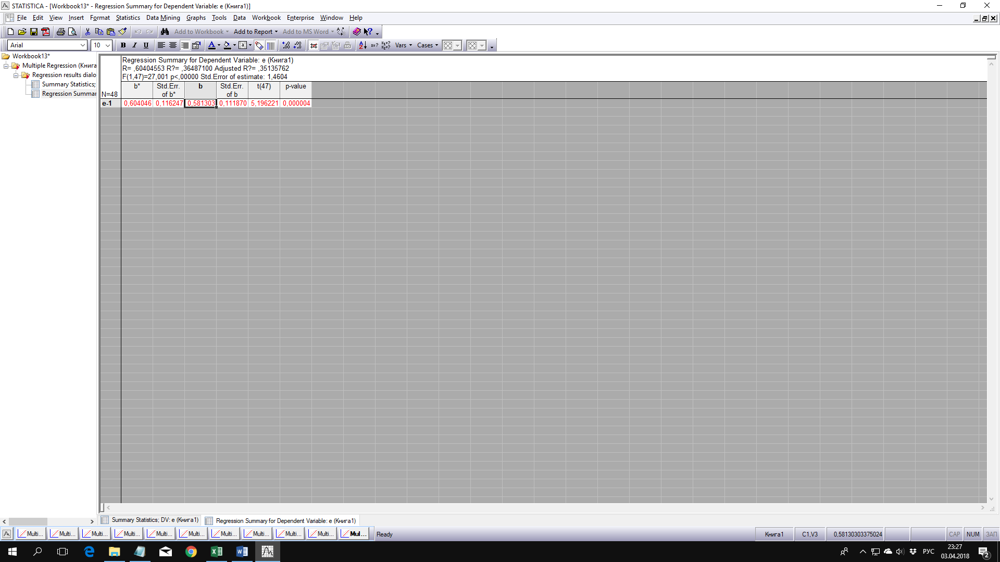 STATISTICA - [Workbook13* - Regression Summary for Dependent Variable: e (Книга1)]
File Edit View Insert Format Statistics Data Mining Graphs Tools Data Workbook Enterprise Window Help
Add to Workbook Add to Report Add to MS Word
Arial 10 B I U A Vars Cases
Workbook13*
Multiple Regression (Книга
Regression results dialo
Summary Statistics;
Regression Summar
Regression Summary for Dependent Variable: e (Книга1)
R= ,60404553 R?= ,36487100 Adjusted R?= ,35135762
F(1,47)=27,001 p<,00000 Std.Error of estimate: 1,4604
N=48 b* Std.Err. of b* b Std.Err. of b t(47) p-value
e-1 0,604046 0,116247 0,581303 0,111870 5,196221 0,000004
Summary Statistics; DV: e (Книга1) Regression Summary for Dependent Variable: e (Книга1)
Multi... Multi... Multi... Multi... Multi... Multi... Multi... Multi... Multi... Multi... Mul... Ready Книга1 C1,V3 0,58130303375024 CAP NUM ЗАП
РУС 23:27
03.04.2018 2